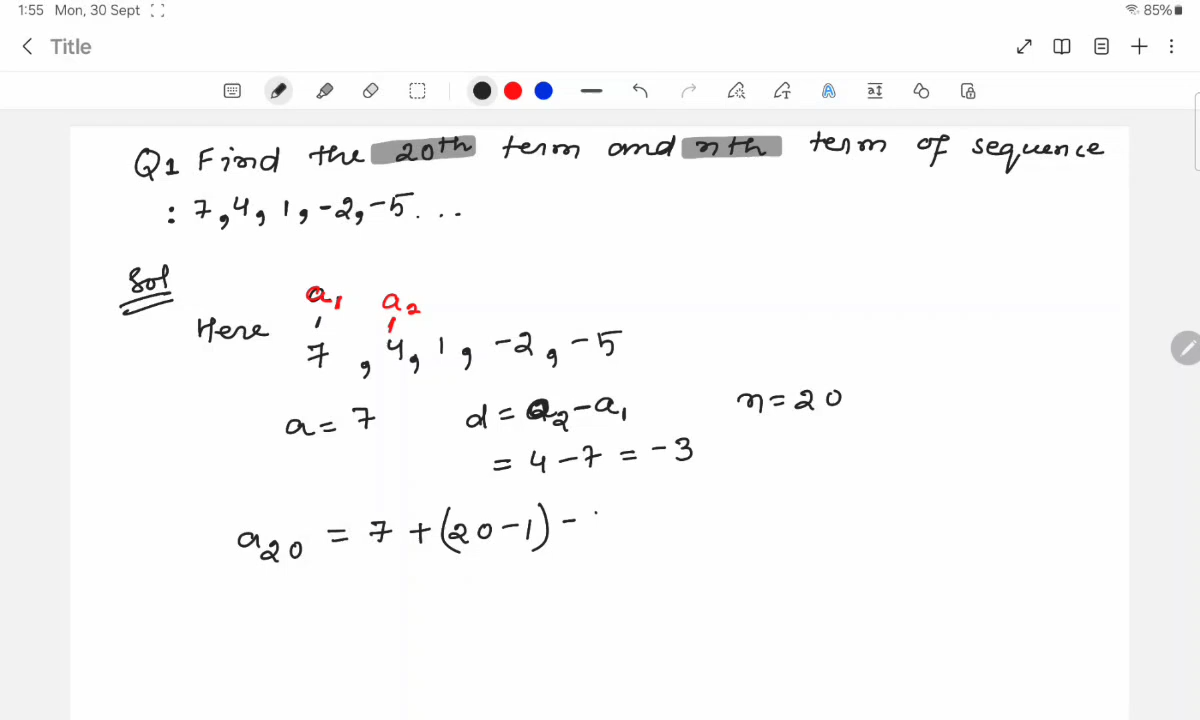 1:55 Mon, 30 Sept
85%
Title
Q1 Find the 20th term and nth term of sequence
: 7, 4, 1, -2, -5. ...
Sol
a₁ a₂
Here 7, 4, 1, -2, -5
a = 7 d = a₂ - a₁ n = 20
= 4 - 7 = -3
a₂₀ = 7 + (20 - 1) -